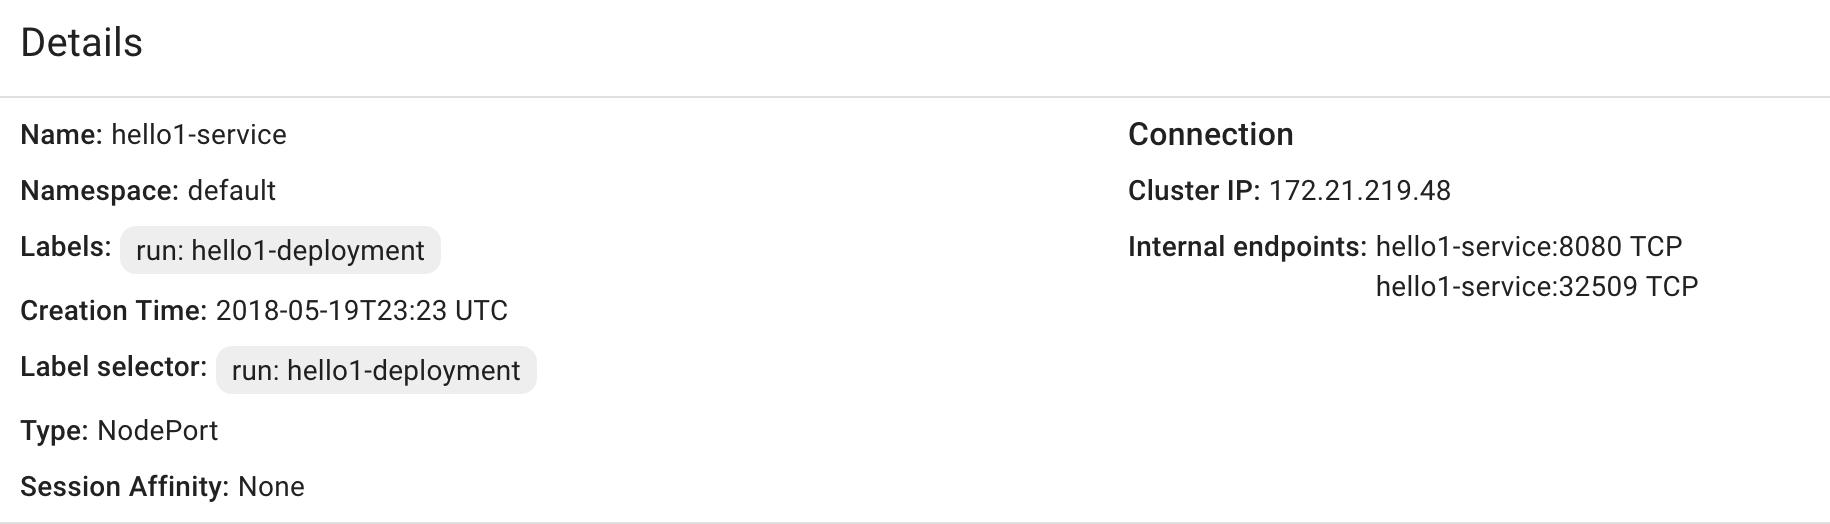 Details
Name: hello1-service
Namespace: default
Labels: run: hello1-deployment
Creation Time: 2018-05-19T23:23 UTC
Label selector: run: hello1-deployment
Type: NodePort
Session Affinity: None
Connection
Cluster IP: 172.21.219.48
Internal endpoints: hello1-service:8080 TCP
hello1-service:32509 TCP